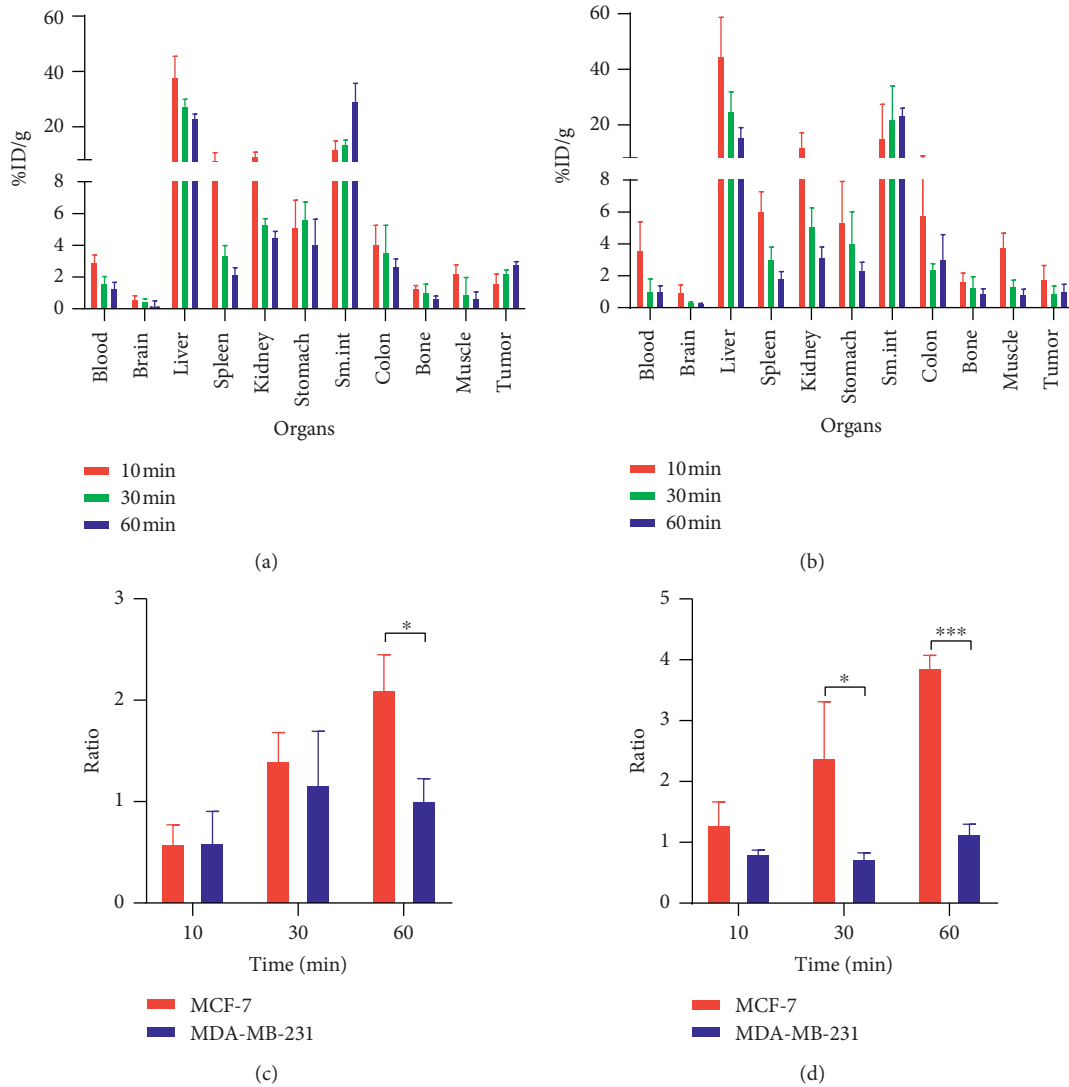 60
40
20
8
6
4
2
0
%ID/g
Blood
Brain
Liver
Spleen
Kidney
Stomach
Sm.int
Colon
Bone
Muscle
Tumor
Organs
10 min
30 min
60 min
(a)
60
40
20
8
6
4
2
0
%ID/g
Blood
Brain
Liver
Spleen
Kidney
Stomach
Sm.int
Colon
Bone
Muscle
Tumor
Organs
10 min
30 min
60 min
(b)
3
2
1
0
Ratio
*
10 30 60
Time (min)
MCF-7
MDA-MB-231
(c)
5
4
3
2
1
0
Ratio
*
***
10 30 60
Time (min)
MCF-7
MDA-MB-231
(d)